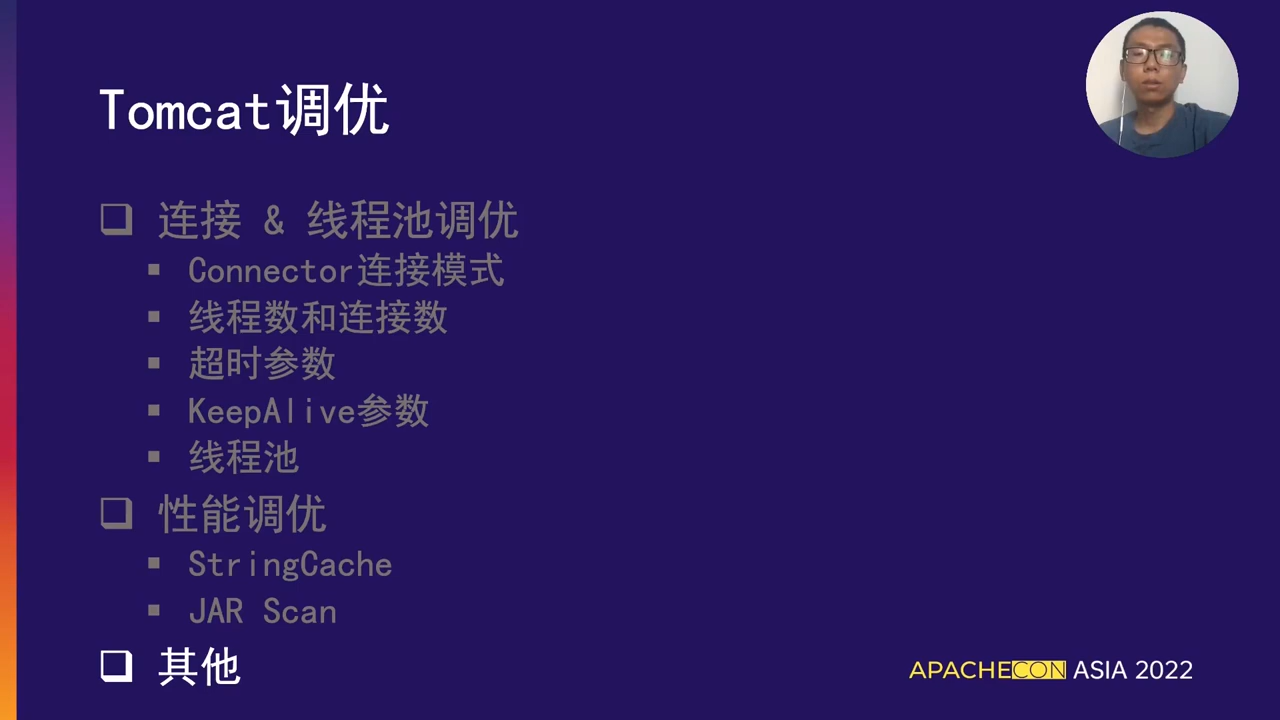 Tomcat调优
连接 & 线程池调优
Connector连接模式
线程数和连接数
超时参数
KeepAlive参数
线程池
性能调优
StringCache
JAR Scan
其他
APACHECON ASIA 2022